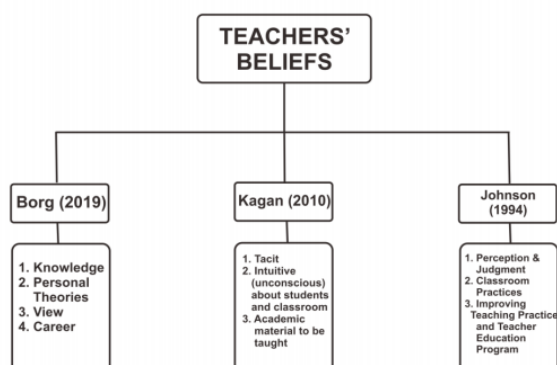 TEACHERS'
BELIEFS
Borg (2019)
1. Knowledge
2. Personal
Theories
3. View
4. Career
Kagan (2010)
1. Tacit
2. Intuitive
(unconscious)
about students
and classroom
3. Academic
material to be
taught
Johnson
(1994)
1. Perception &
Judgment
2. Classroom
Practices
3. Improving
Teaching Practice
and Teacher
Education
Program